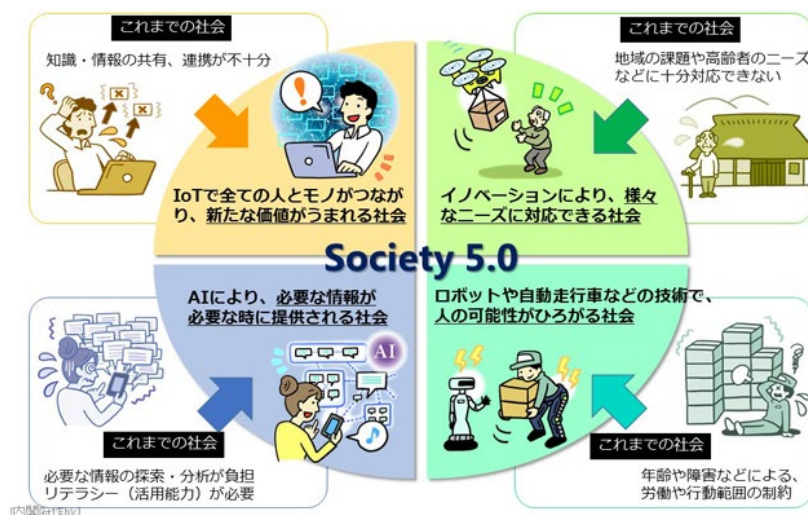 これまでの社会
知識・情報の共有、連携が不十分
IoTで全ての人とモノがつなが
り、新たな価値がうまれる社会
これまでの社会
地域の課題や高齢者のニーズ
などに十分対応できない
イノベーションにより、様々
なニーズに対応できる社会
Society 5.0
AIにより、必要な情報が
必要な時に提供される社会
AI
これまでの社会
必要な情報の探索・分析が負担
リテラシー（活用能力）が必要
ロボットや自動走行車などの技術で、
人の可能性がひろがる社会
これまでの社会
年齢や障害などによる、
労働や行動範囲の制約
[内閣府作成]